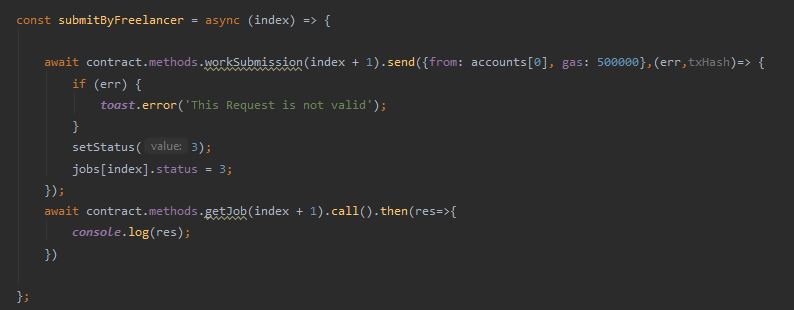 const submitByFreelancer = async (index) => {
await contract.methods.workSubmission(index + 1).send({from: accounts[0], gas: 500000},(err,txHash)=> {
if (err) {
toast.error('This Request is not valid');
}
setStatus( value: 3);
jobs[index].status = 3;
});
await contract.methods.getJob(index + 1).call().then(res=>{
console.log(res);
})
};